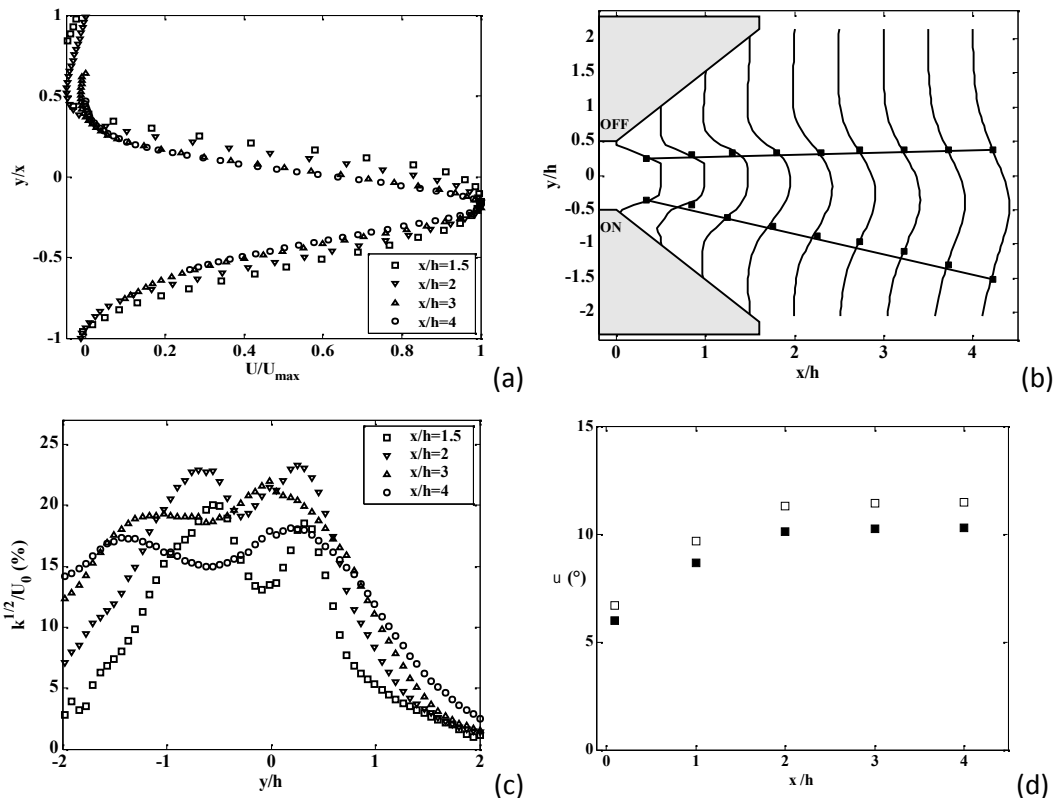 1
0.5
0
-0.5
-1
y/x
0 0.2 0.4 0.6 0.8 1
U/Umax
x/h=1.5
x/h=2
x/h=3
x/h=4
(a)
2
1.5
1
0.5
0
-0.5
-1
-1.5
-2
y/h
OFF
ON
0 1 2 3 4
x/h
(b)
25
20
15
10
5
0
k^1/2/U_0 (%)
-2 -1 0 1 2
y/h
x/h=1.5
x/h=2
x/h=3
x/h=4
(c)
15
10
5
0
u (°)
1 2 3 4
x/h
(d)